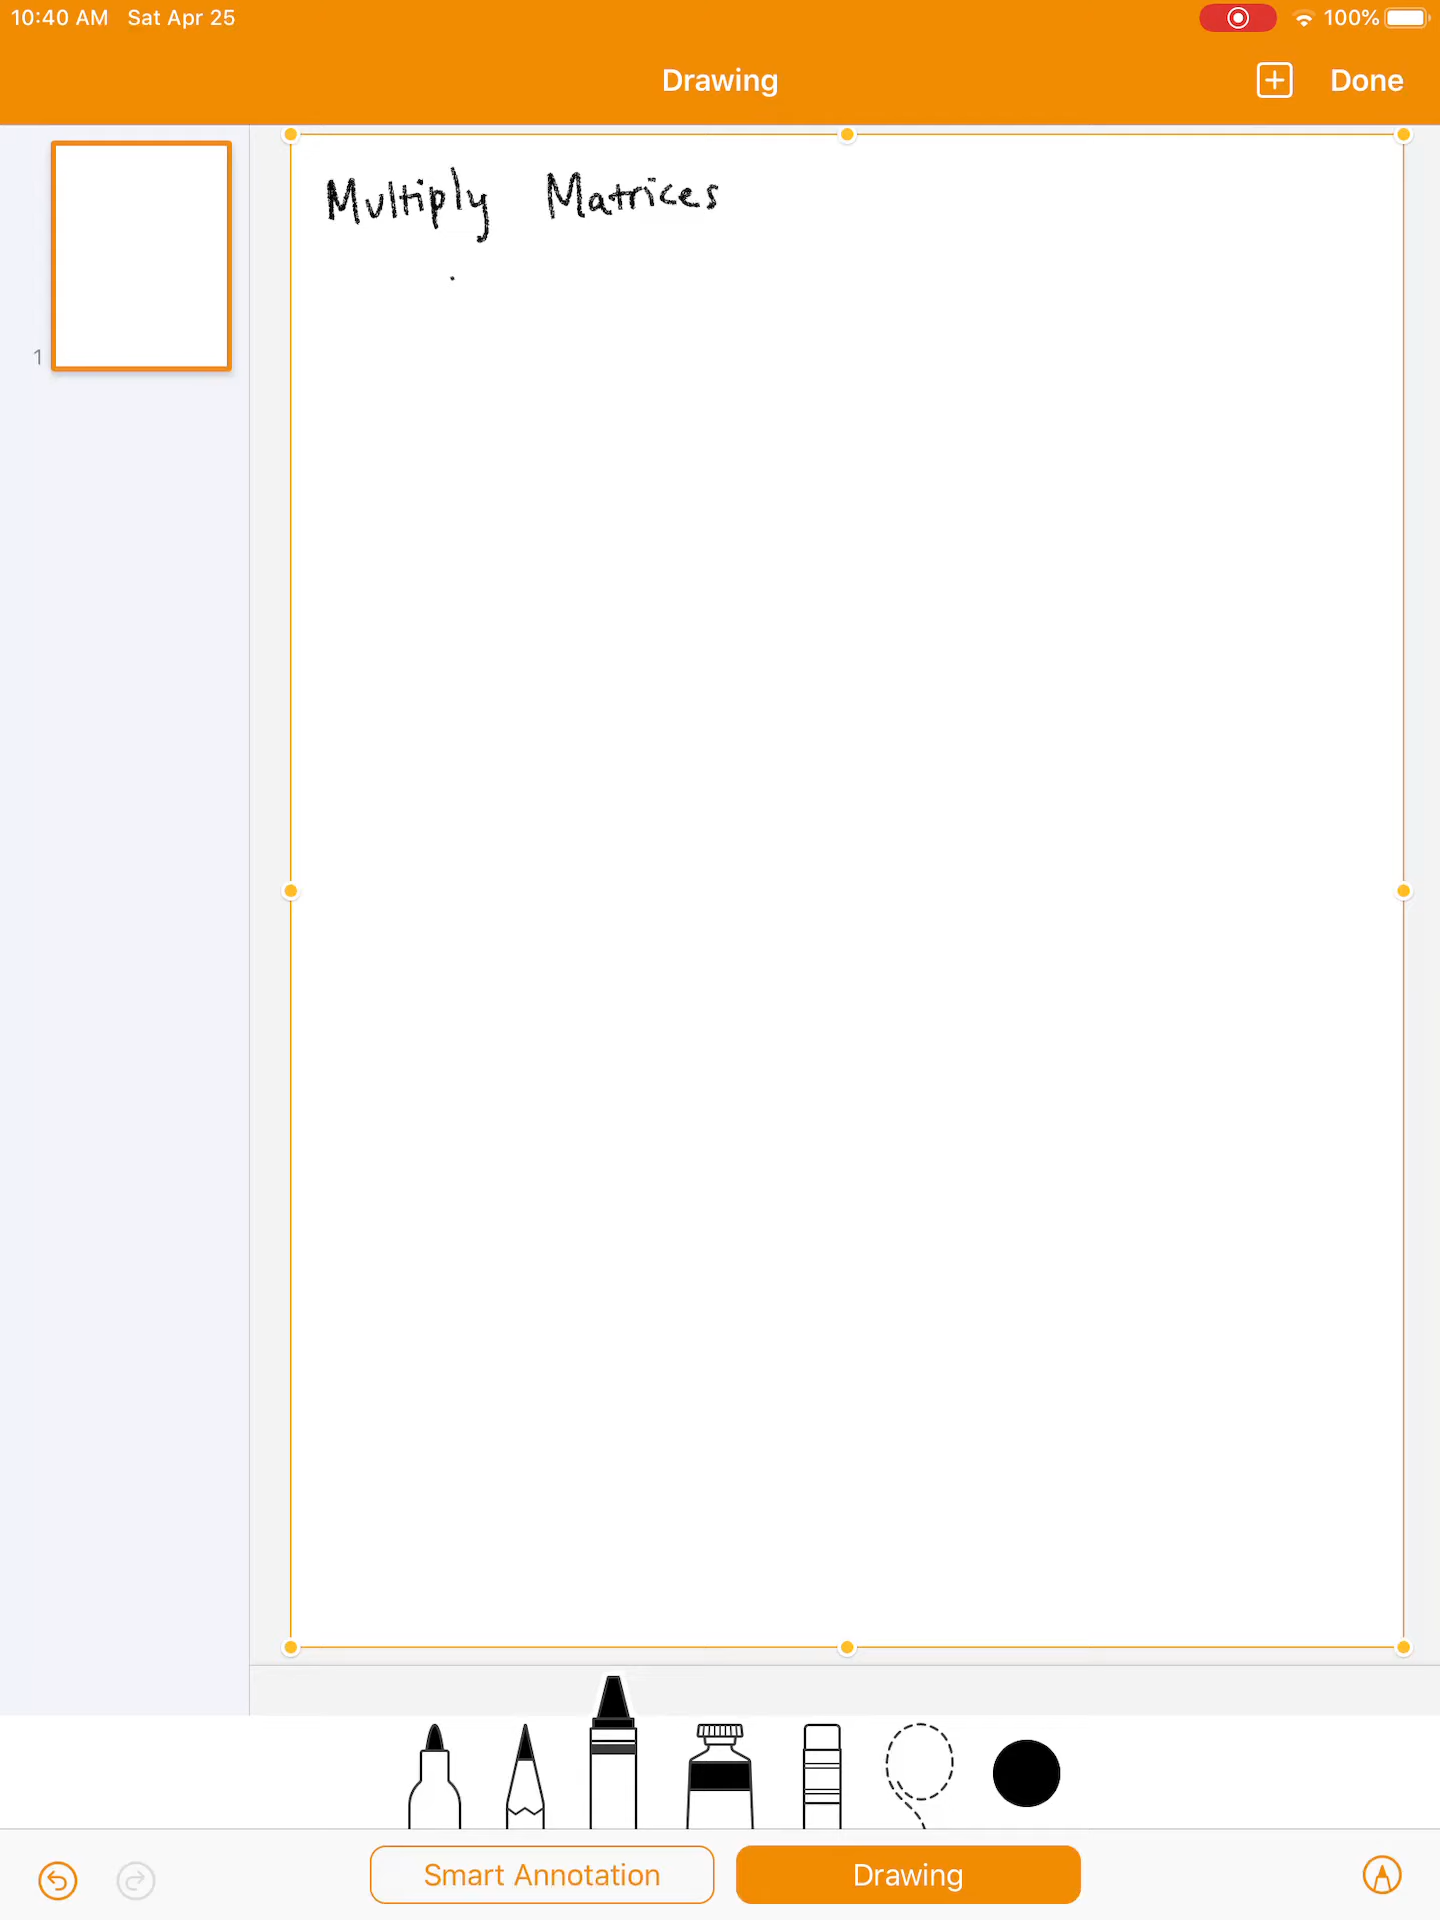 10:40 AM Sat Apr 25 100%
Drawing Done
Multiply Matrices
.
1
Smart Annotation Drawing